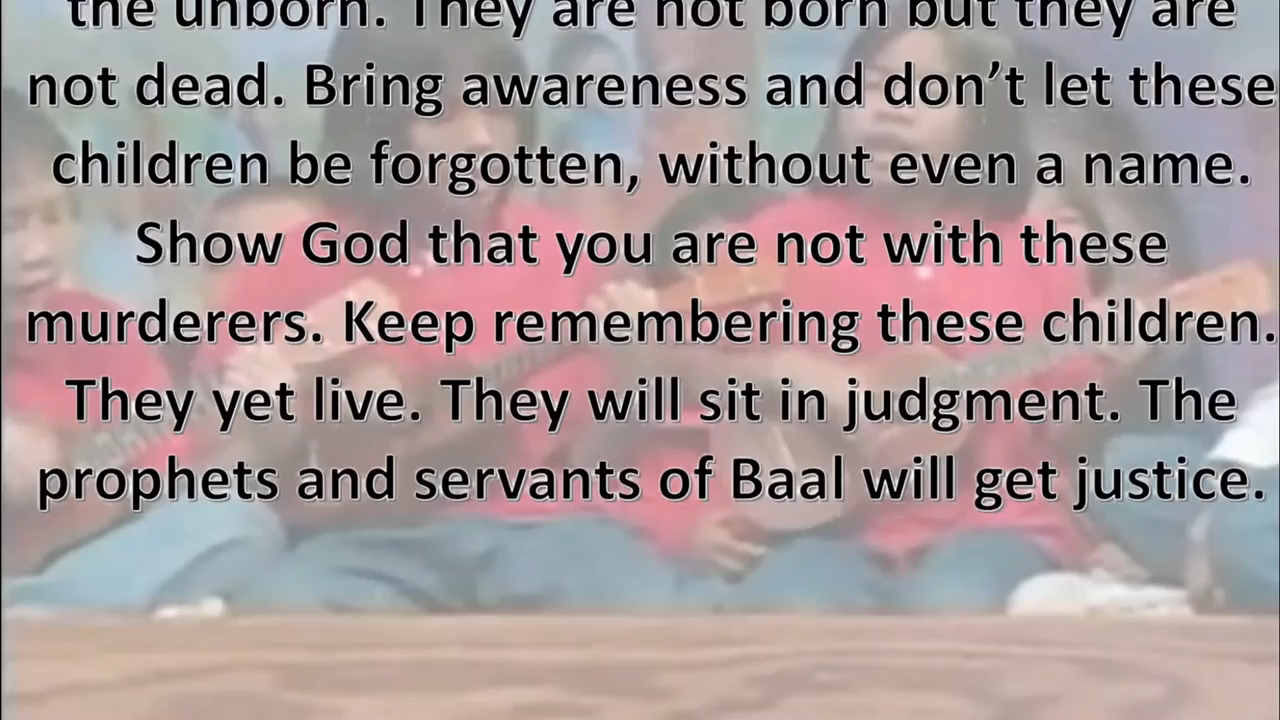 the unborn. They are not born but they are
not dead. Bring awareness and don’t let these
children be forgotten, without even a name.
Show God that you are not with these
murderers. Keep remembering these children.
They yet live. They will sit in judgment. The
prophets and servants of Baal will get justice.